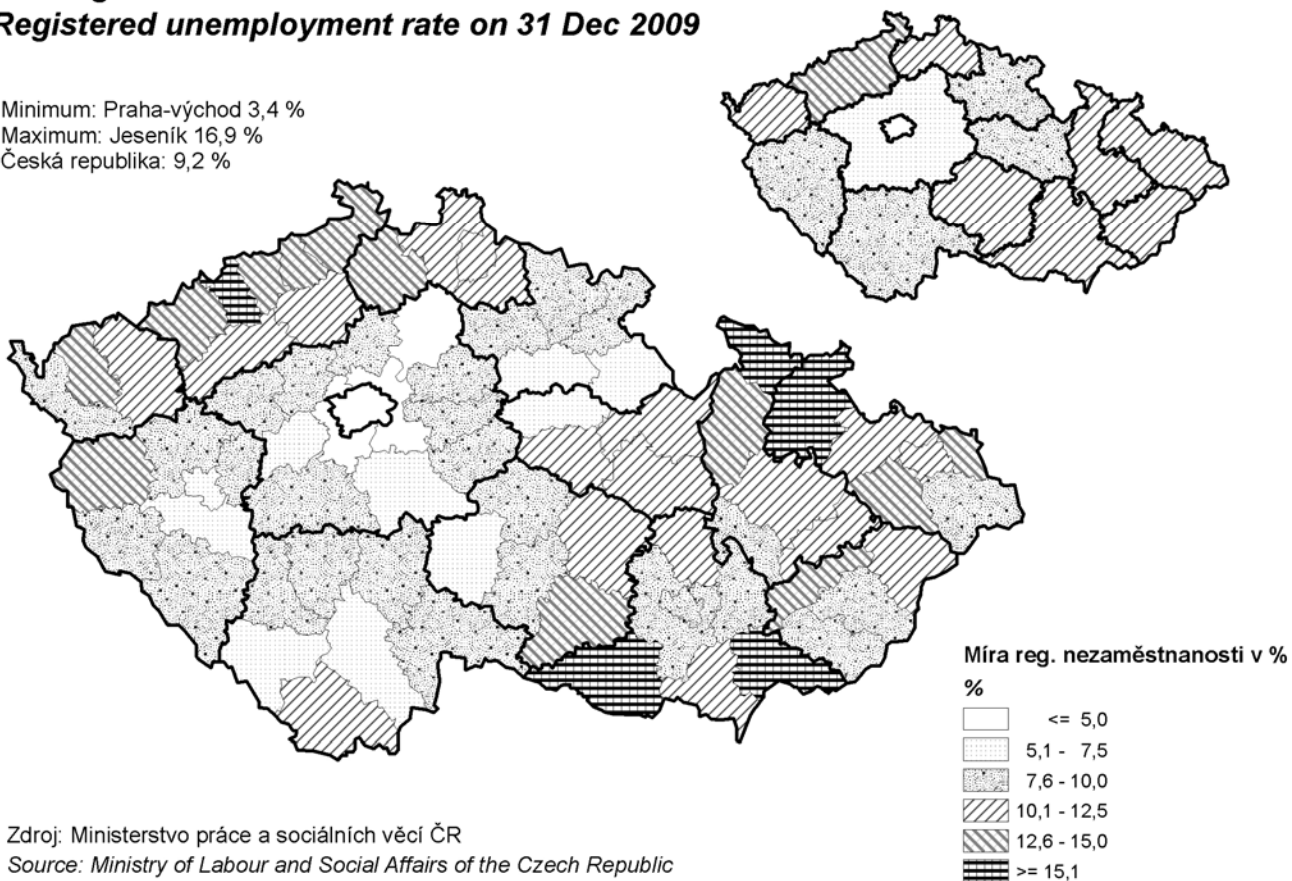 Registered unemployment rate on 31 Dec 2009
Minimum: Praha-východ 3,4 %
Maximum: Jeseník 16,9 %
Česká republika: 9,2 %
Míra reg. nezaměstnanosti v %
%
<= 5,0
5,1 - 7,5
7,6 - 10,0
10,1 - 12,5
12,6 - 15,0
>= 15,1
Zdroj: Ministerstvo práce a sociálních věcí ČR
Source: Ministry of Labour and Social Affairs of the Czech Republic